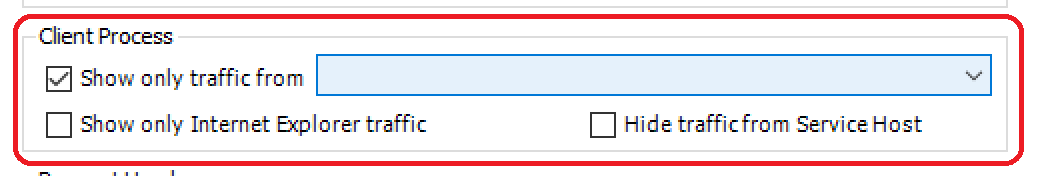 Client Process
Show only traffic from
Show only Internet Explorer traffic
Hide traffic from Service Host